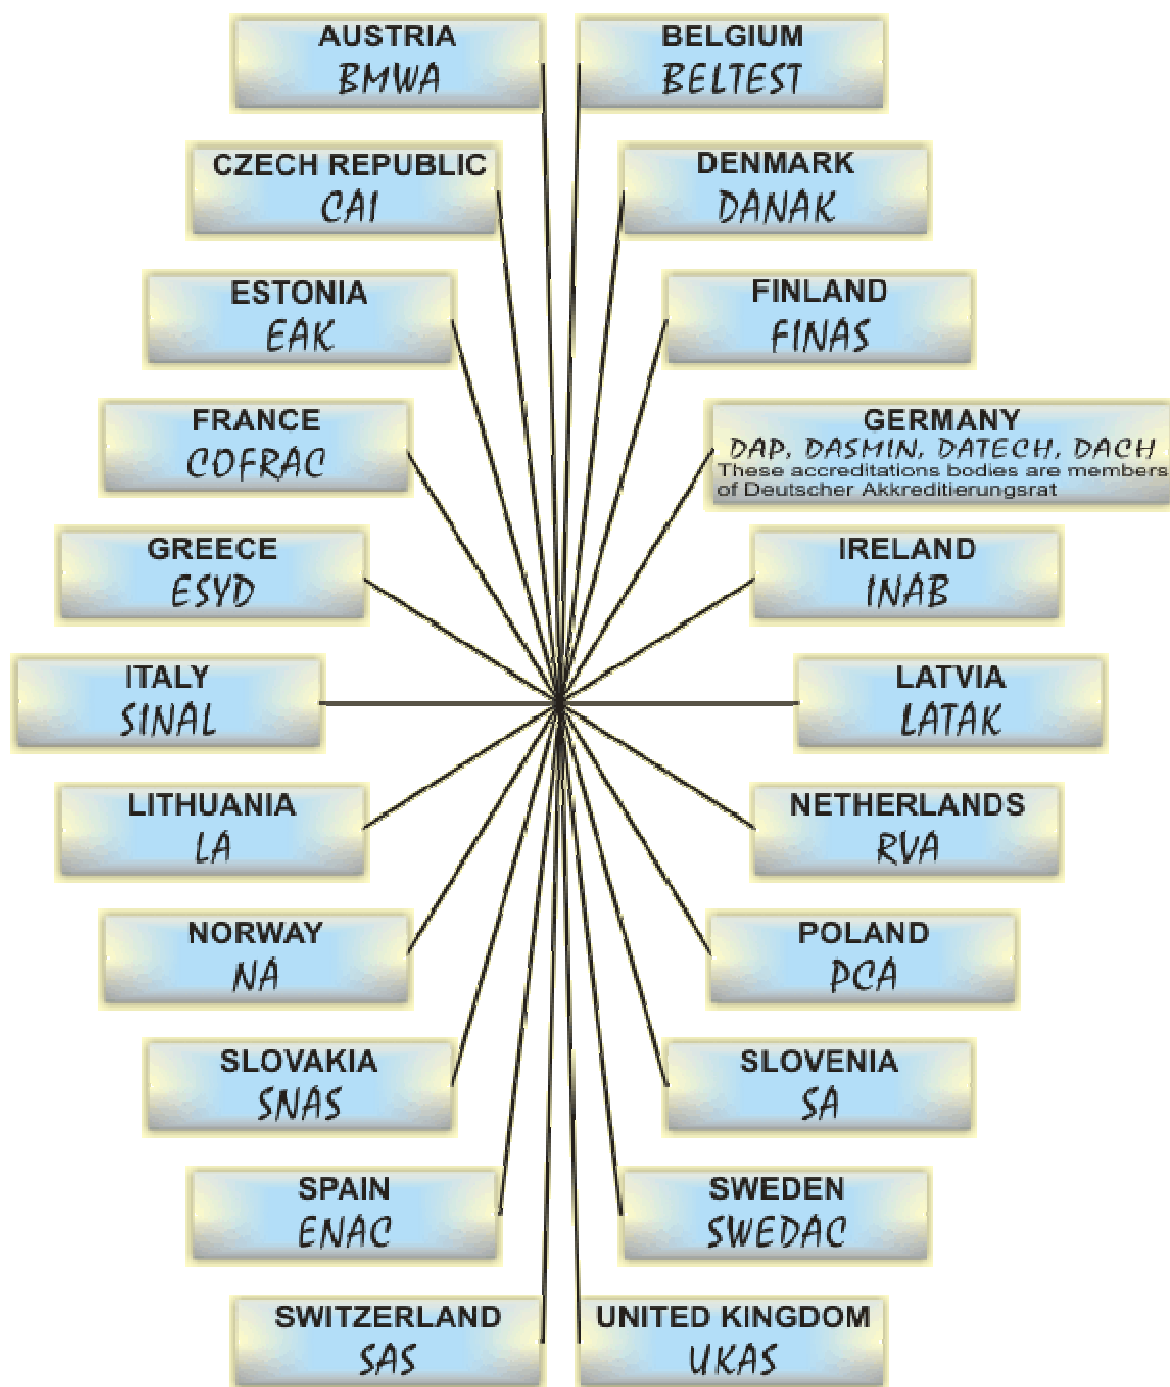 AUSTRIA
BMWA
BELGIUM
BELTEST
CZECH REPUBLIC
CAI
DENMARK
DANAK
ESTONIA
EAK
FINLAND
FINAS
FRANCE
COFRAC
GERMANY
DAP, DASMIN, DATECH, DACH
These accreditations bodies are members
of Deutscher Akkreditierungsrat
GREECE
ESYD
IRELAND
INAB
ITALY
SINAL
LATVIA
LATAK
LITHUANIA
LA
NETHERLANDS
RVA
NORWAY
NA
POLAND
PCA
SLOVAKIA
SNAS
SLOVENIA
SA
SPAIN
ENAC
SWEDEN
SWEDAC
SWITZERLAND
SAS
UNITED KINGDOM
UKAS